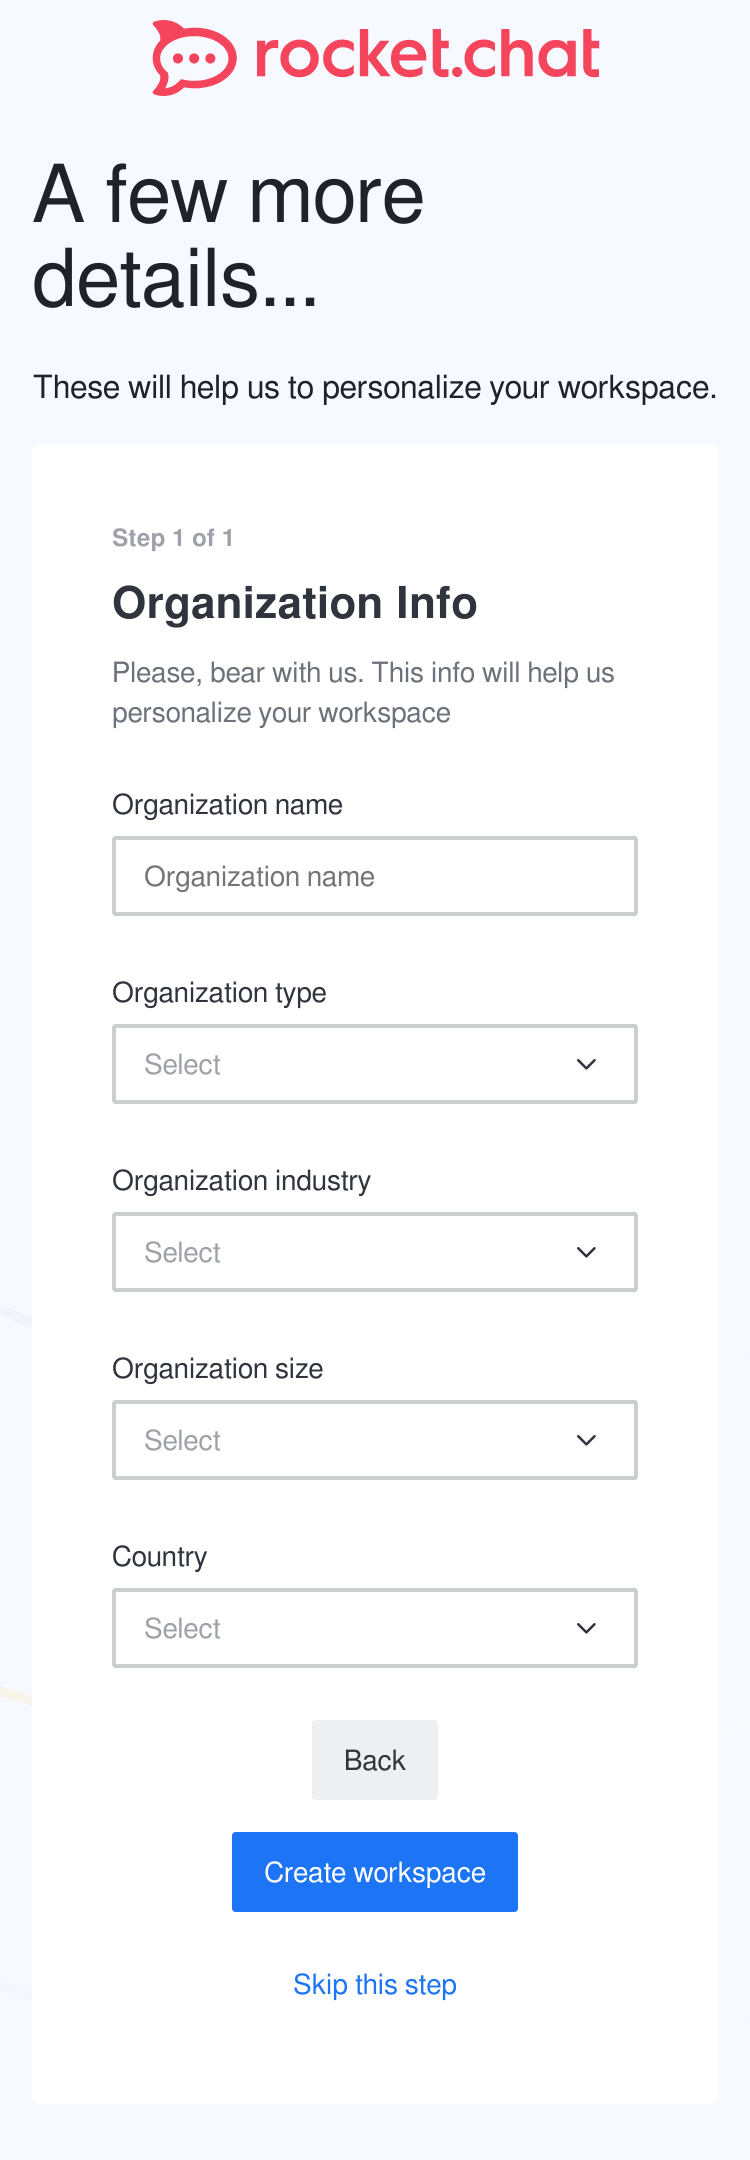 rocket.chat
A few more
details...
These will help us to personalize your workspace.
Step 1 of 1
Organization Info
Please, bear with us. This info will help us
personalize your workspace
Organization name
Organization name
Organization type
Select
Organization industry
Select
Organization size
Select
Country
Select
Back
Create workspace
Skip this step